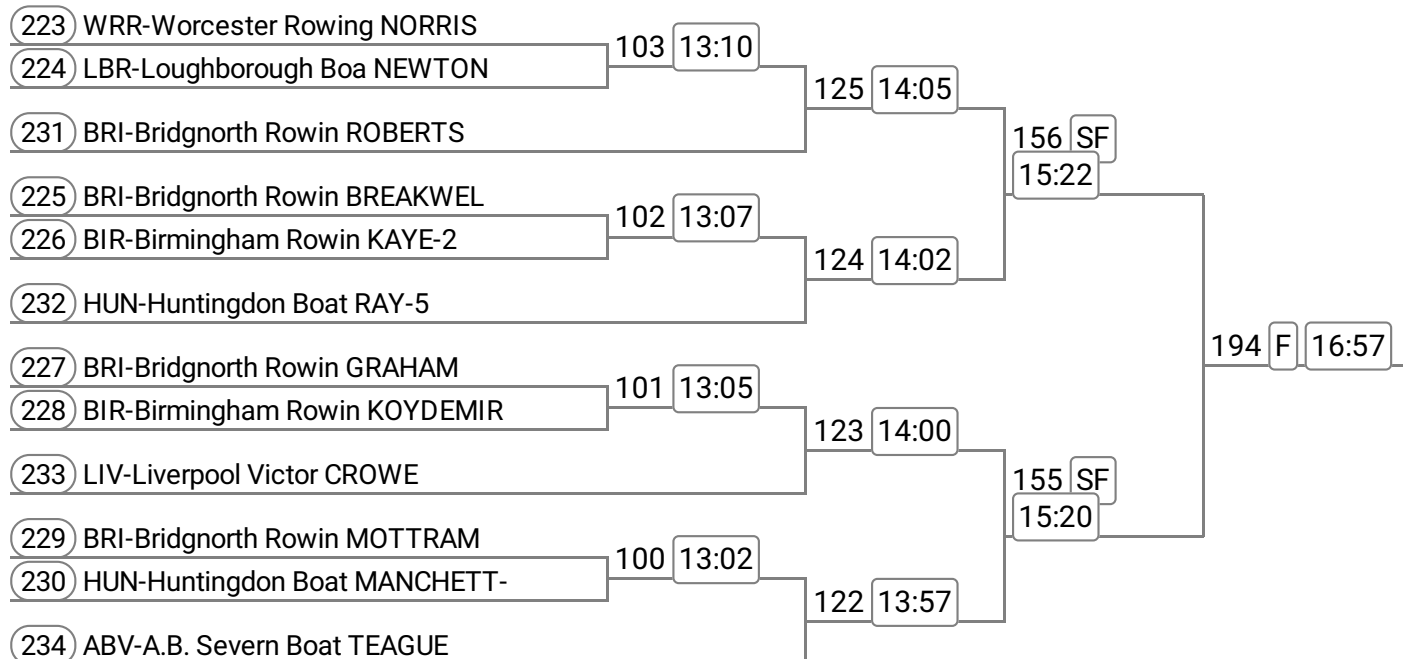 223 WRR-Worcester Rowing NORRIS
103 13:10
224 LBR-Loughborough Boa NEWTON
125 14:05
231 BRI-Bridgnorth Rowin ROBERTS
156 SF
15:22
225 BRI-Bridgnorth Rowin BREAKWEL
102 13:07
226 BIR-Birmingham Rowin KAYE-2
124 14:02
232 HUN-Huntingdon Boat RAY-5
194 F 16:57
227 BRI-Bridgnorth Rowin GRAHAM
101 13:05
228 BIR-Birmingham Rowin KOYDEMIR
123 14:00
233 LIV-Liverpool Victor CROWE
155 SF
15:20
229 BRI-Bridgnorth Rowin MOTTRAM
100 13:02
230 HUN-Huntingdon Boat MANCHETT-
122 13:57
234 ABV-A.B. Severn Boat TEAGUE